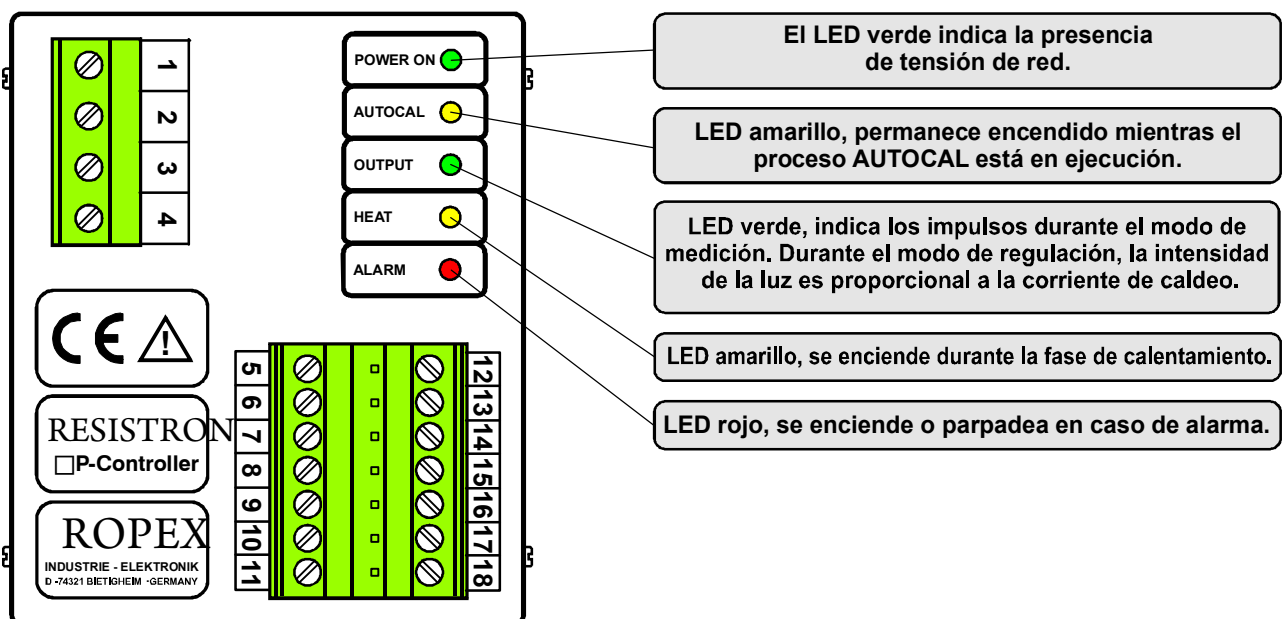 1
2
3
4
POWER ON
AUTOCAL
OUTPUT
HEAT
ALARM
El LED verde indica la presencia
de tensión de red.
LED amarillo, permanece encendido mientras el
proceso AUTOCAL está en ejecución.
LED verde, indica los impulsos durante el modo de
medición. Durante el modo de regulación, la intensidad
de la luz es proporcional a la corriente de caldeo.
LED amarillo, se enciende durante la fase de calentamiento.
LED rojo, se enciende o parpadea en caso de alarma.
CE
RESISTRON
□P-Controller
ROPEX
INDUSTRIE - ELEKTRONIK
D -74321 BIETIGHEIM -GERMANY
5
6
7
8
9
10
11
12
13
14
15
16
17
18